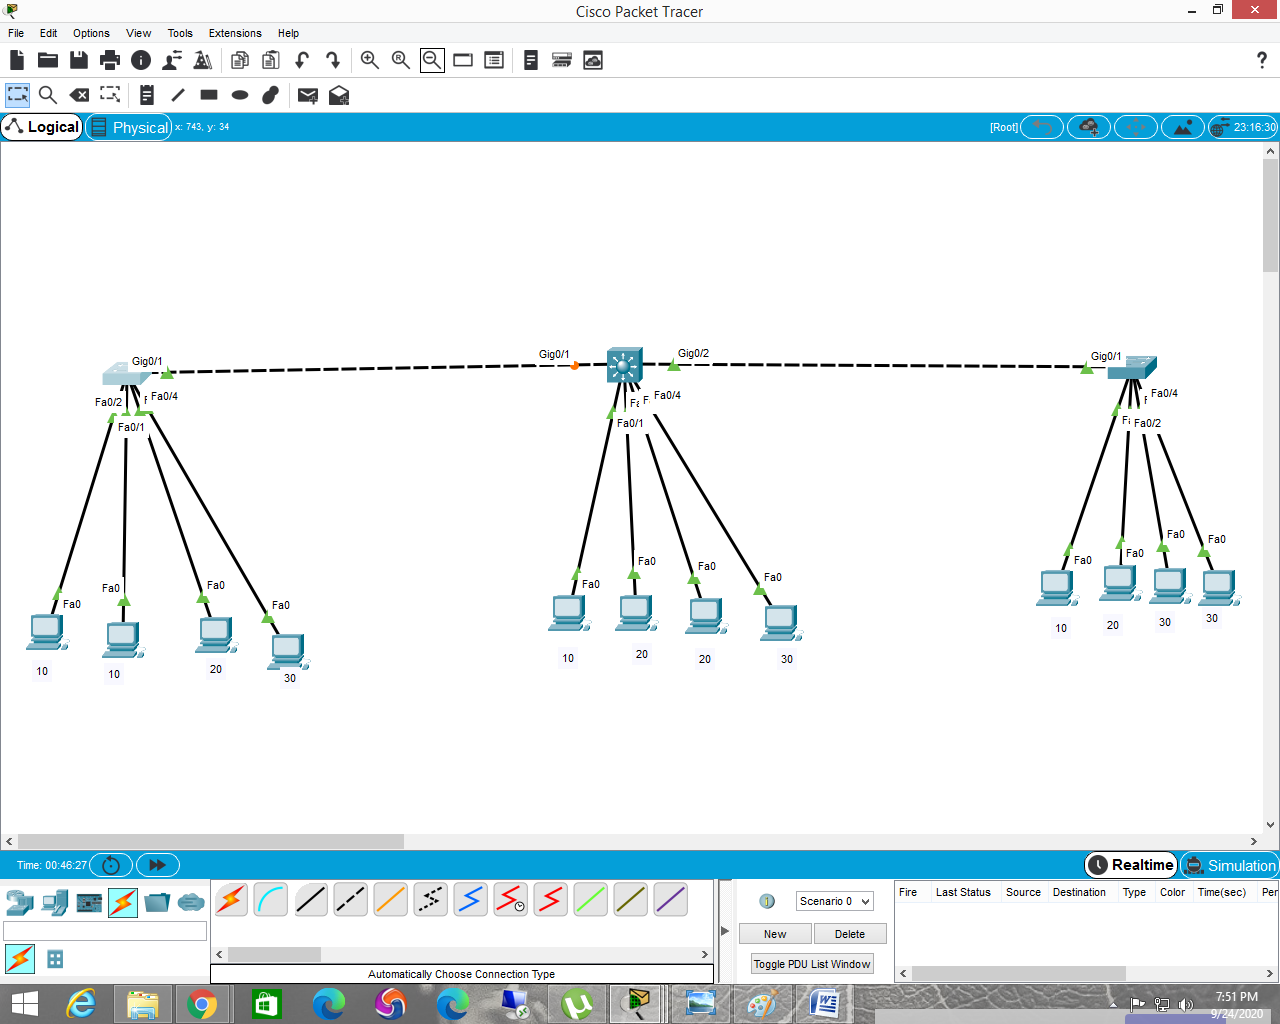 Cisco Packet Tracer
File Edit Options View Tools Extensions Help
Logical Physical x: 743, y: 34 [Root] 23:16:30
Gig0/1 Gig0/1 Gig0/2 Gig0/1
Fa0/2 Fa0/4 Fa0/4 Fa0/4
Fa0/1 Fa0/1 Fa0/2
Fa0 Fa0 Fa0 Fa0
Fa0 Fa0 Fa0 Fa0
Fa0 Fa0 Fa0 Fa0
10 10 20 30
10 20 20 30
10 20 30 30
Time: 00:46:27 Realtime Simulation
Scenario 0
New Delete
Toggle PDU List Window
Fire Last Status Source Destination Type Color Time(sec) Per
Automatically Choose Connection Type
7:51 PM
9/24/2020